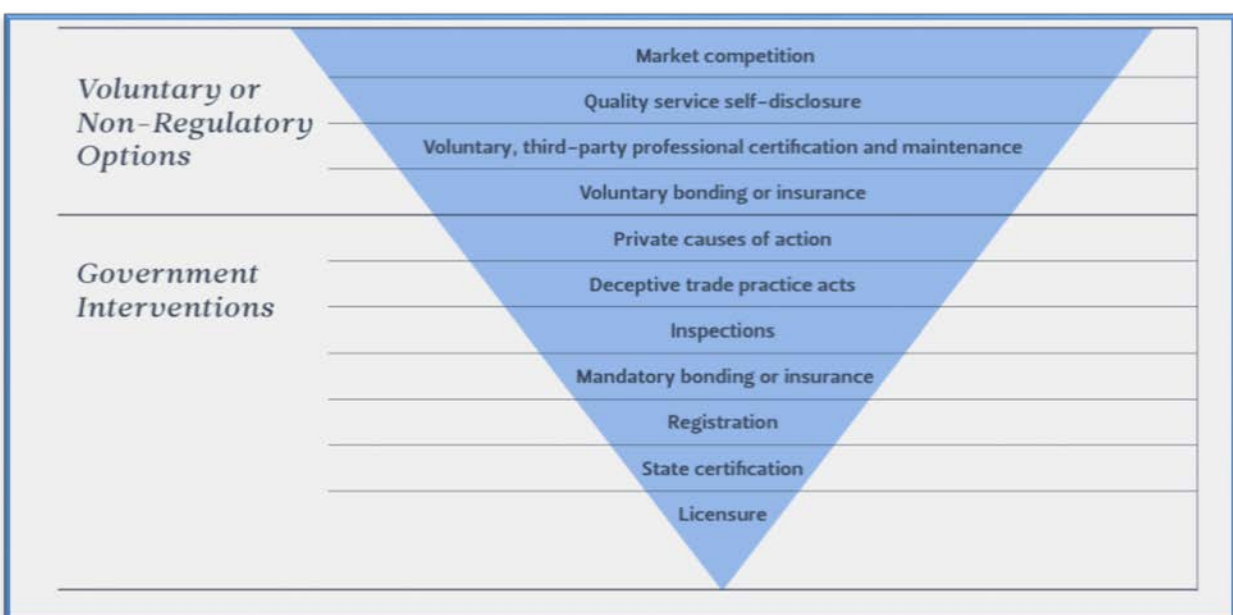 Voluntary or
Non-Regulatory
Options
Market competition
Quality service self-disclosure
Voluntary, third-party professional certification and maintenance
Voluntary bonding or insurance
Government
Interventions
Private causes of action
Deceptive trade practice acts
Inspections
Mandatory bonding or insurance
Registration
State certification
Licensure